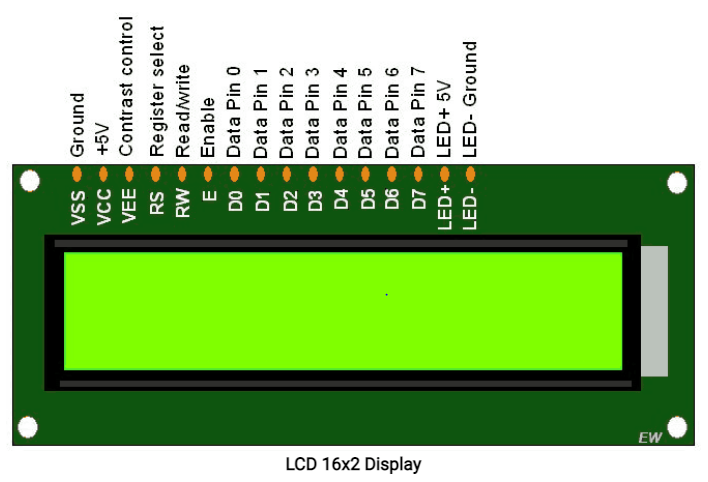 Ground
+5V
Contrast control
Register select
Read/write
Enable
Data Pin 0
Data Pin 1
Data Pin 2
Data Pin 3
Data Pin 4
Data Pin 5
Data Pin 6
Data Pin 7
LED+ 5V
LED- Ground
VSS
VCC
VEE
RS
RW
E
D0
D1
D2
D3
D4
D5
D6
D7
LED+
LED-
EW
LCD 16x2 Display